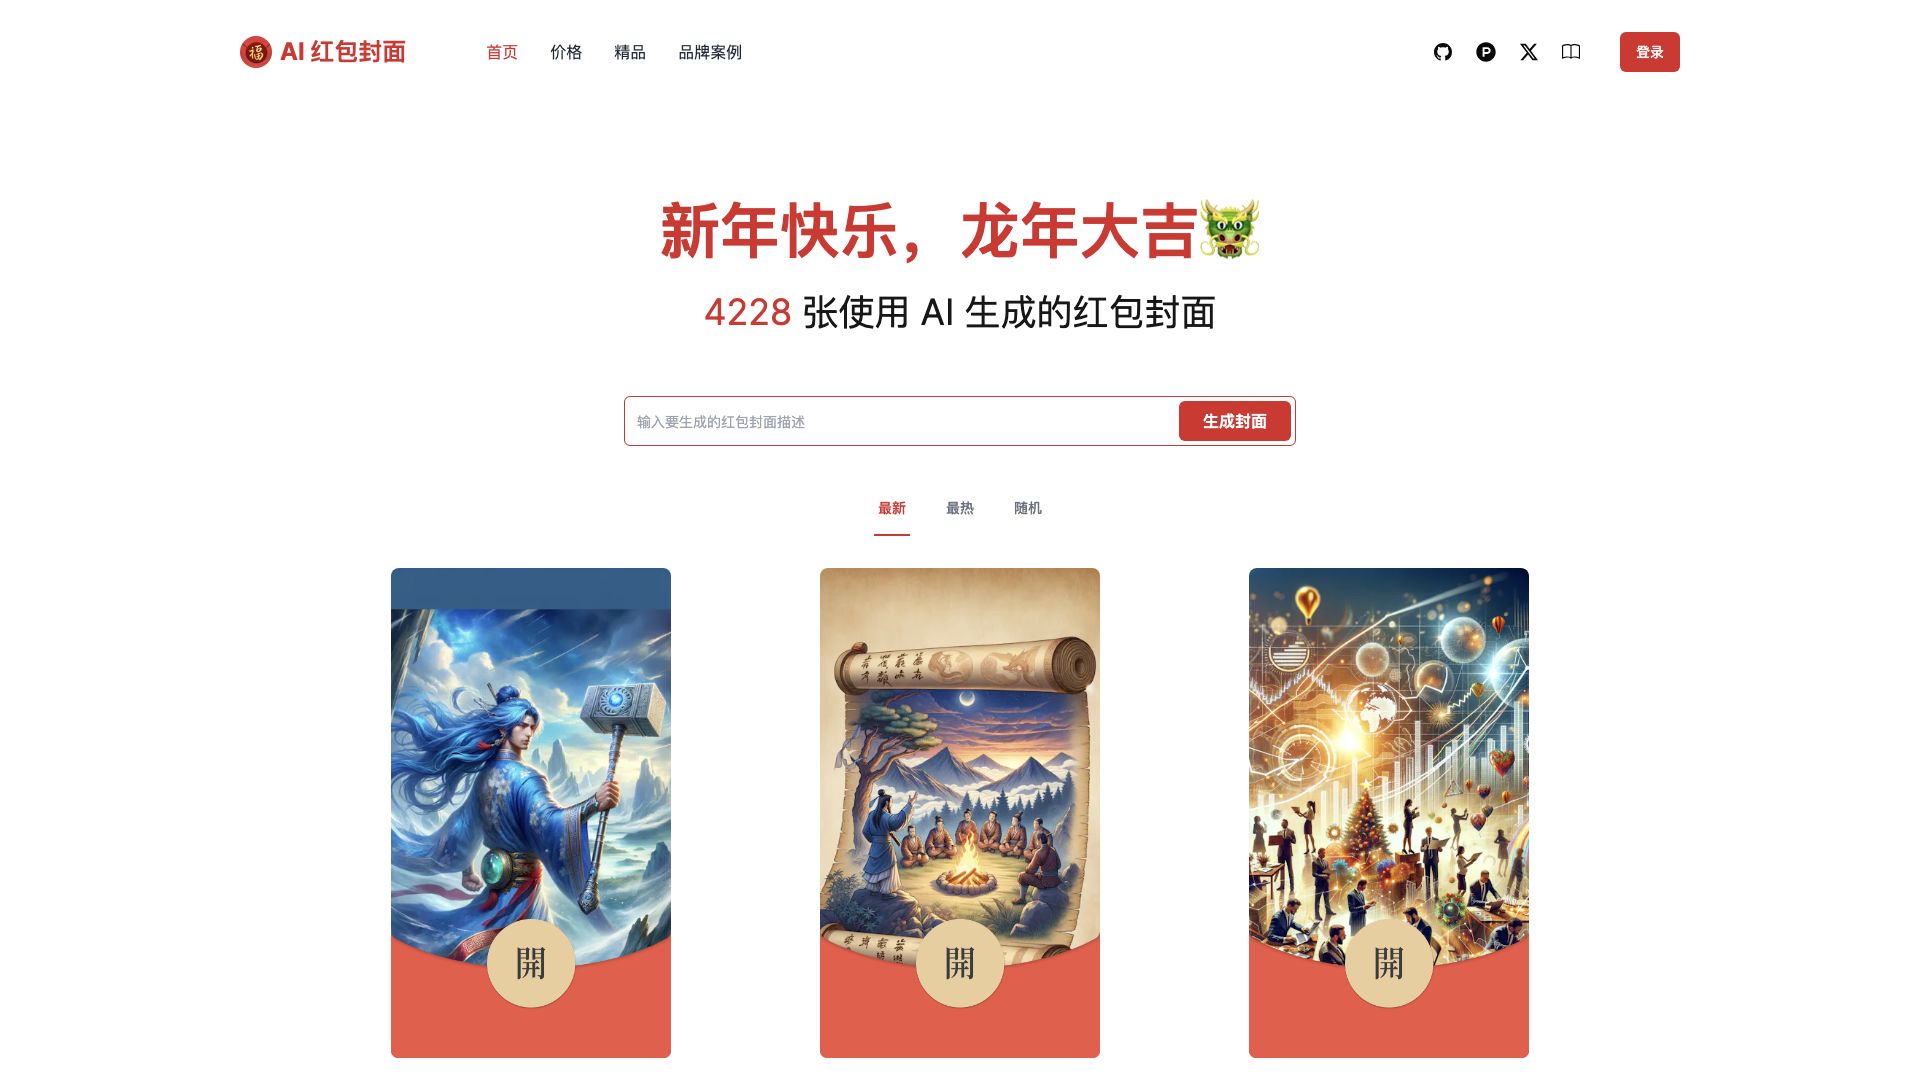 福 AI 红包封面
首页 价格 精品 品牌案例
登录
新年快乐，龙年大吉🐲
4228 张使用 AI 生成的红包封面
输入要生成的红包封面描述
生成封面
最新 最热 随机
開 開 開